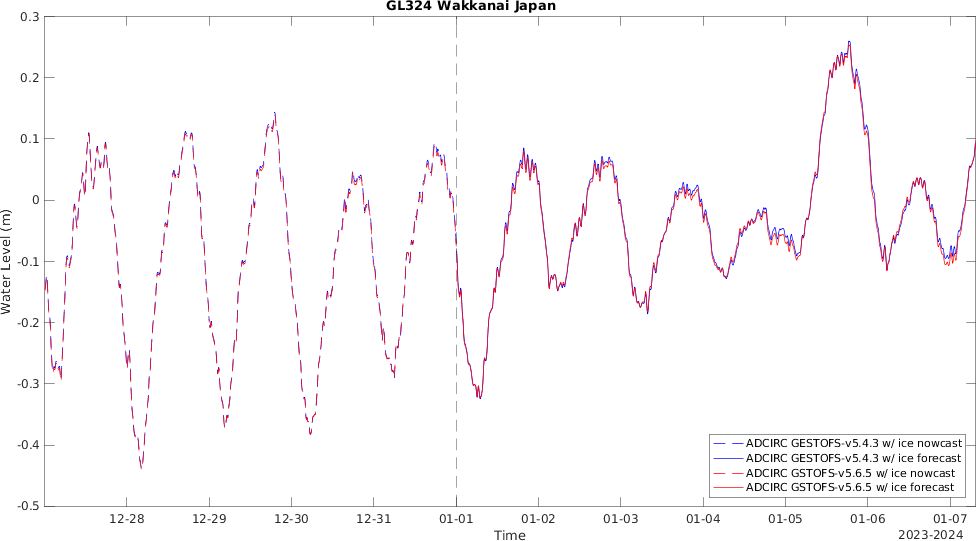 GL324 Wakkanai Japan
0.3
0.2
0.1
0
-0.1
-0.2
-0.3
-0.4
-0.5
Water Level (m)
ADCIRC GESTOFS-v5.4.3 w/ ice nowcast
ADCIRC GESTOFS-v5.4.3 w/ ice forecast
ADCIRC GSTOFS-v5.6.5 w/ ice nowcast
ADCIRC GSTOFS-v5.6.5 w/ ice forecast
12-28 12-29 12-30 12-31 01-01 01-02 01-03 01-04 01-05 01-06 01-07
Time
2023-2024